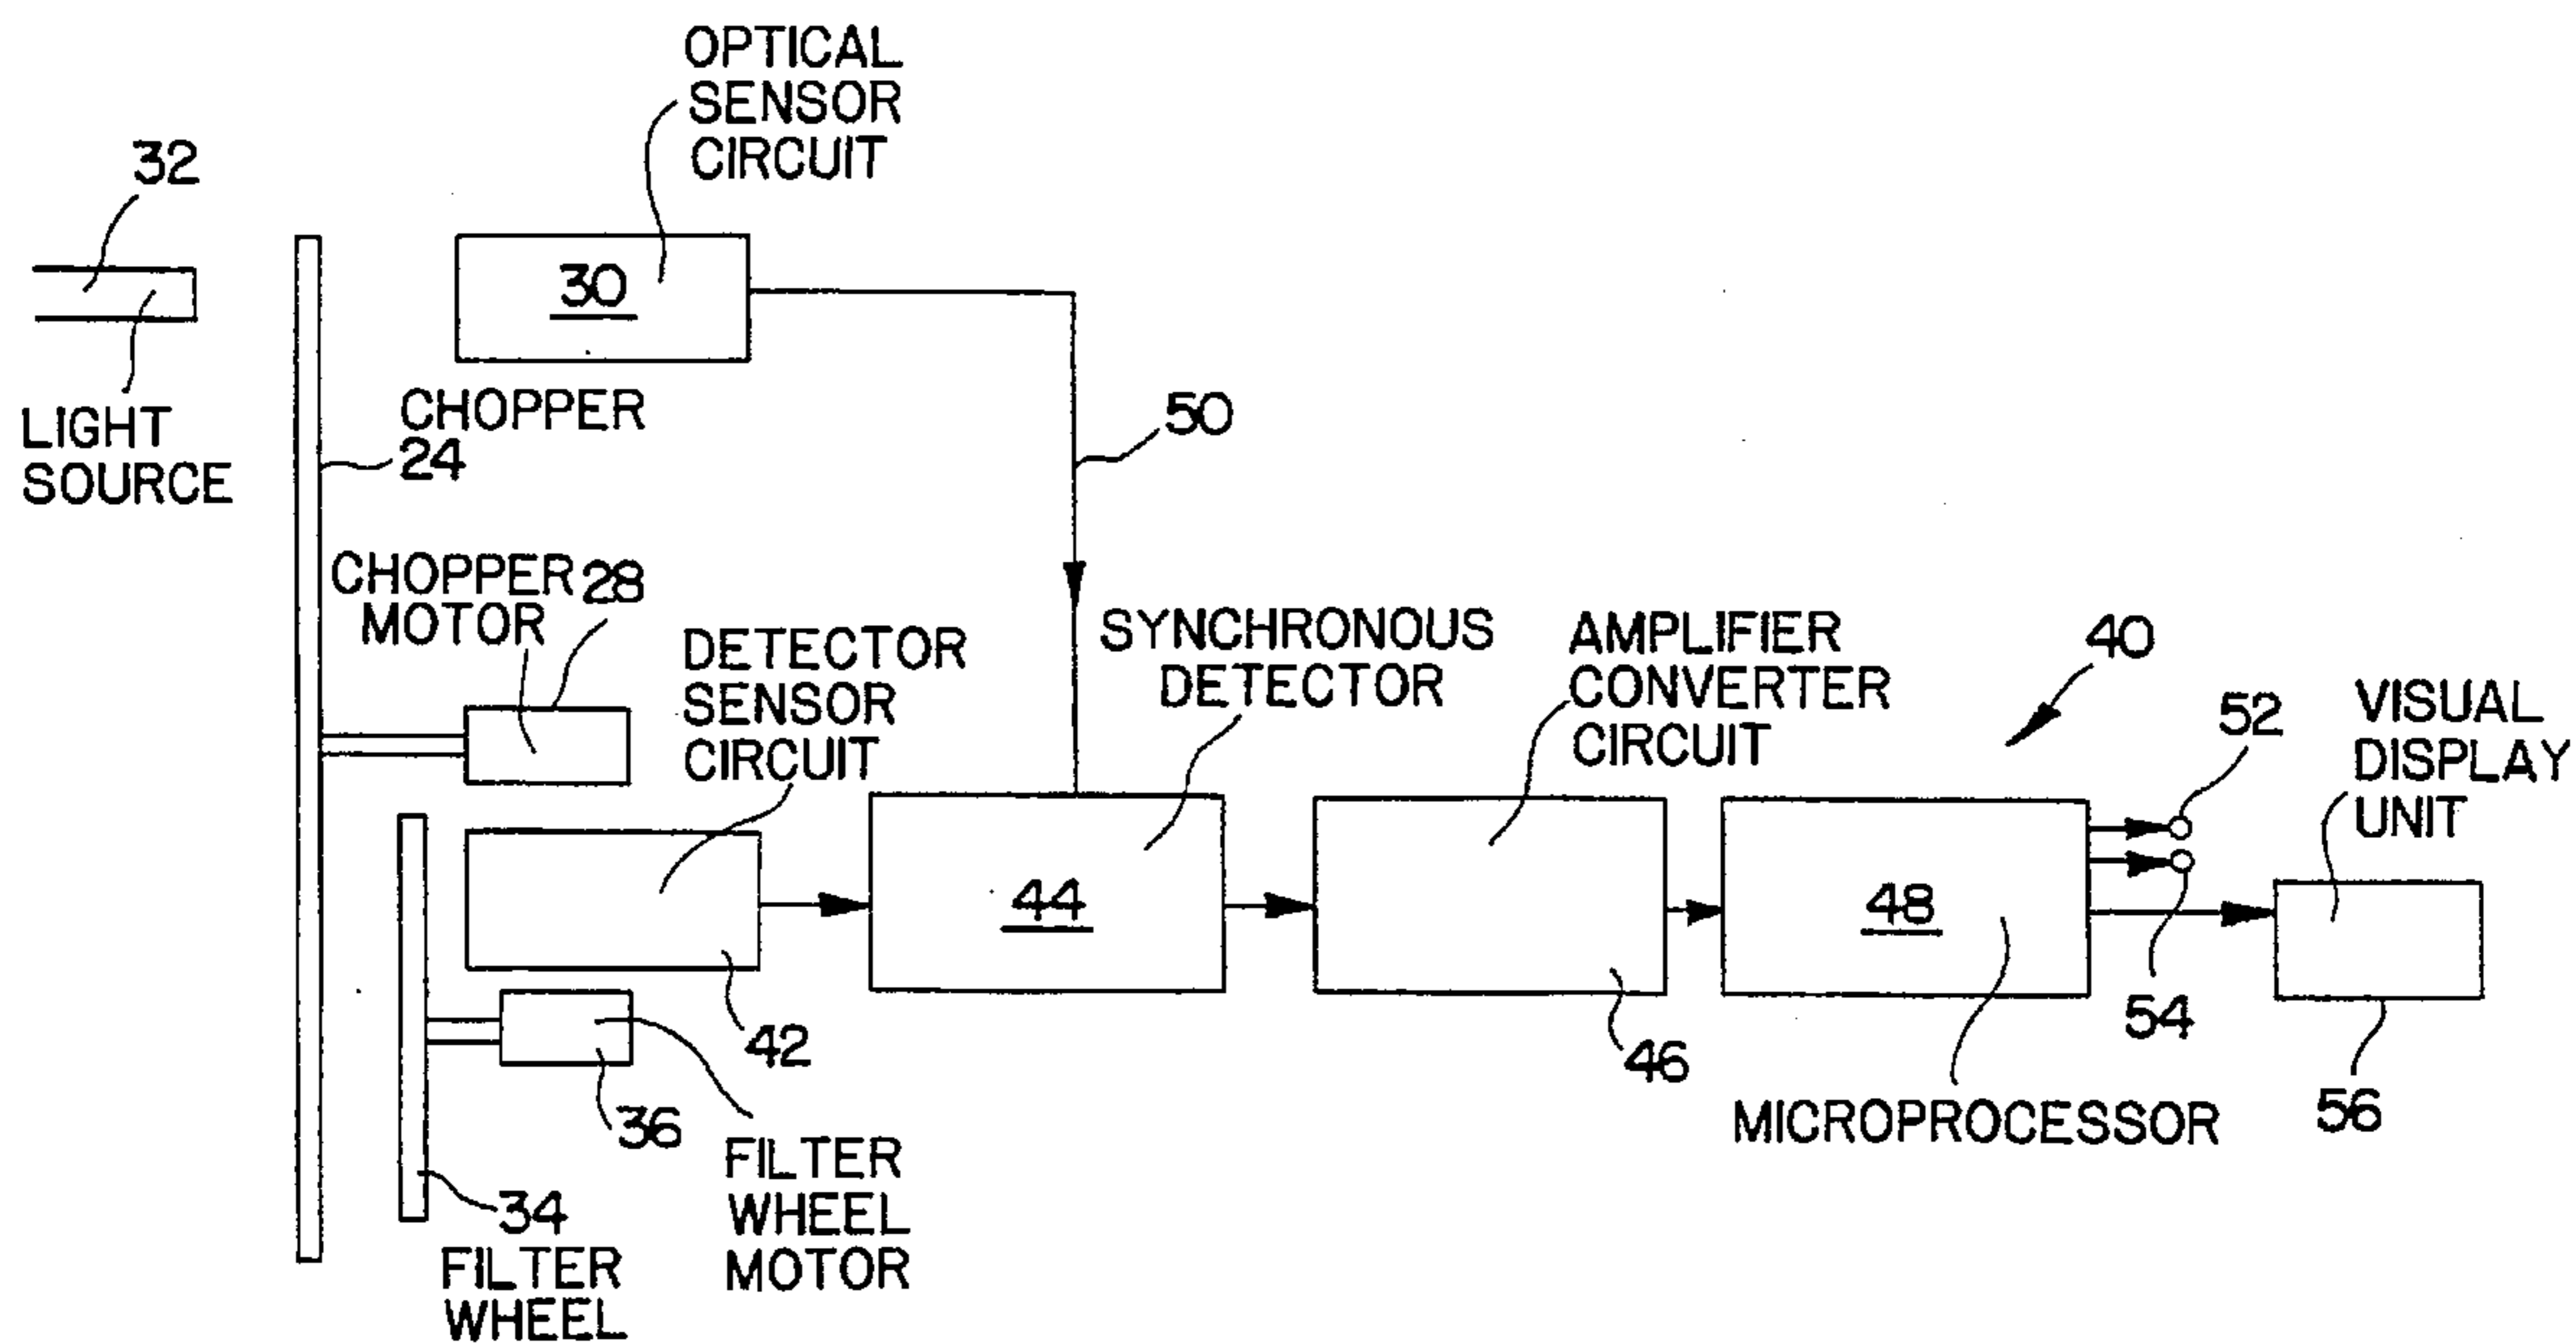 OPTICAL
SENSOR
CIRCUIT
32
30
LIGHT
SOURCE
CHOPPER
24
50
CHOPPER
MOTOR
28
DETECTOR
SENSOR
CIRCUIT
SYNCHRONOUS
DETECTOR
AMPLIFIER
CONVERTER
CIRCUIT
40
52
VISUAL
DISPLAY
UNIT
44
48
42
46
54
56
36
MICROPROCESSOR
FILTER
WHEEL
MOTOR
34
FILTER
WHEEL